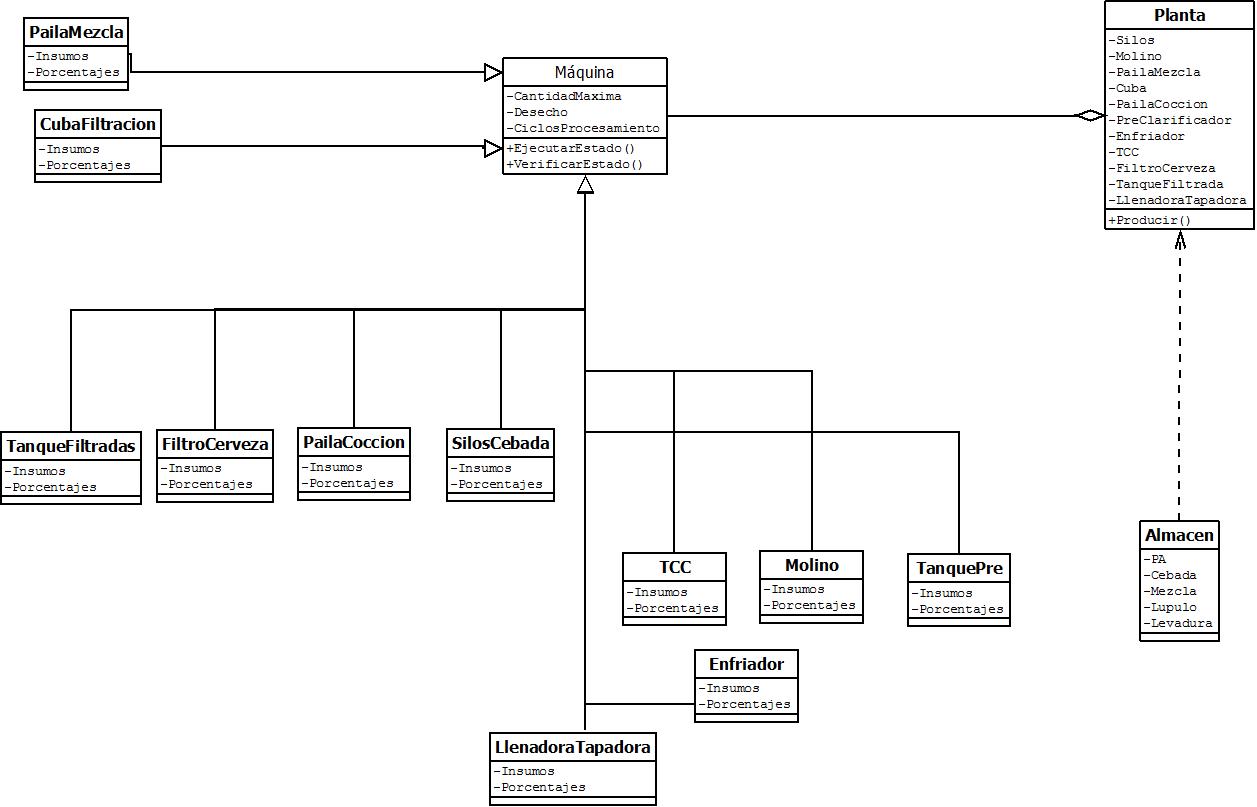 PailaMezcla
-Insumos
-Porcentajes
CubaFiltracion
-Insumos
-Porcentajes
Máquina
-CantidadMaxima
-Desecho
-CiclosProcesamiento
+EjecutarEstado()
+VerificarEstado()
Planta
-Silos
-Molino
-PailaMezcla
-Cuba
-PailaCoccion
-PreClarificador
-Enfriador
-TCC
-FiltroCerveza
-TanqueFiltrada
-LlenadoraTapadora
+Producir()
TanqueFiltradas
-Insumos
-Porcentajes
FiltroCerveza
-Insumos
-Porcentajes
PailaCoccion
-Insumos
-Porcentajes
SilosCebada
-Insumos
-Porcentajes
TCC
-Insumos
-Porcentajes
Molino
-Insumos
-Porcentajes
TanquePre
-Insumos
-Porcentajes
Almacen
-PA
-Cebada
-Mezcla
-Lupulo
-Levadura
Enfriador
-Insumos
-Porcentajes
LlenadoraTapadora
-Insumos
-Porcentajes